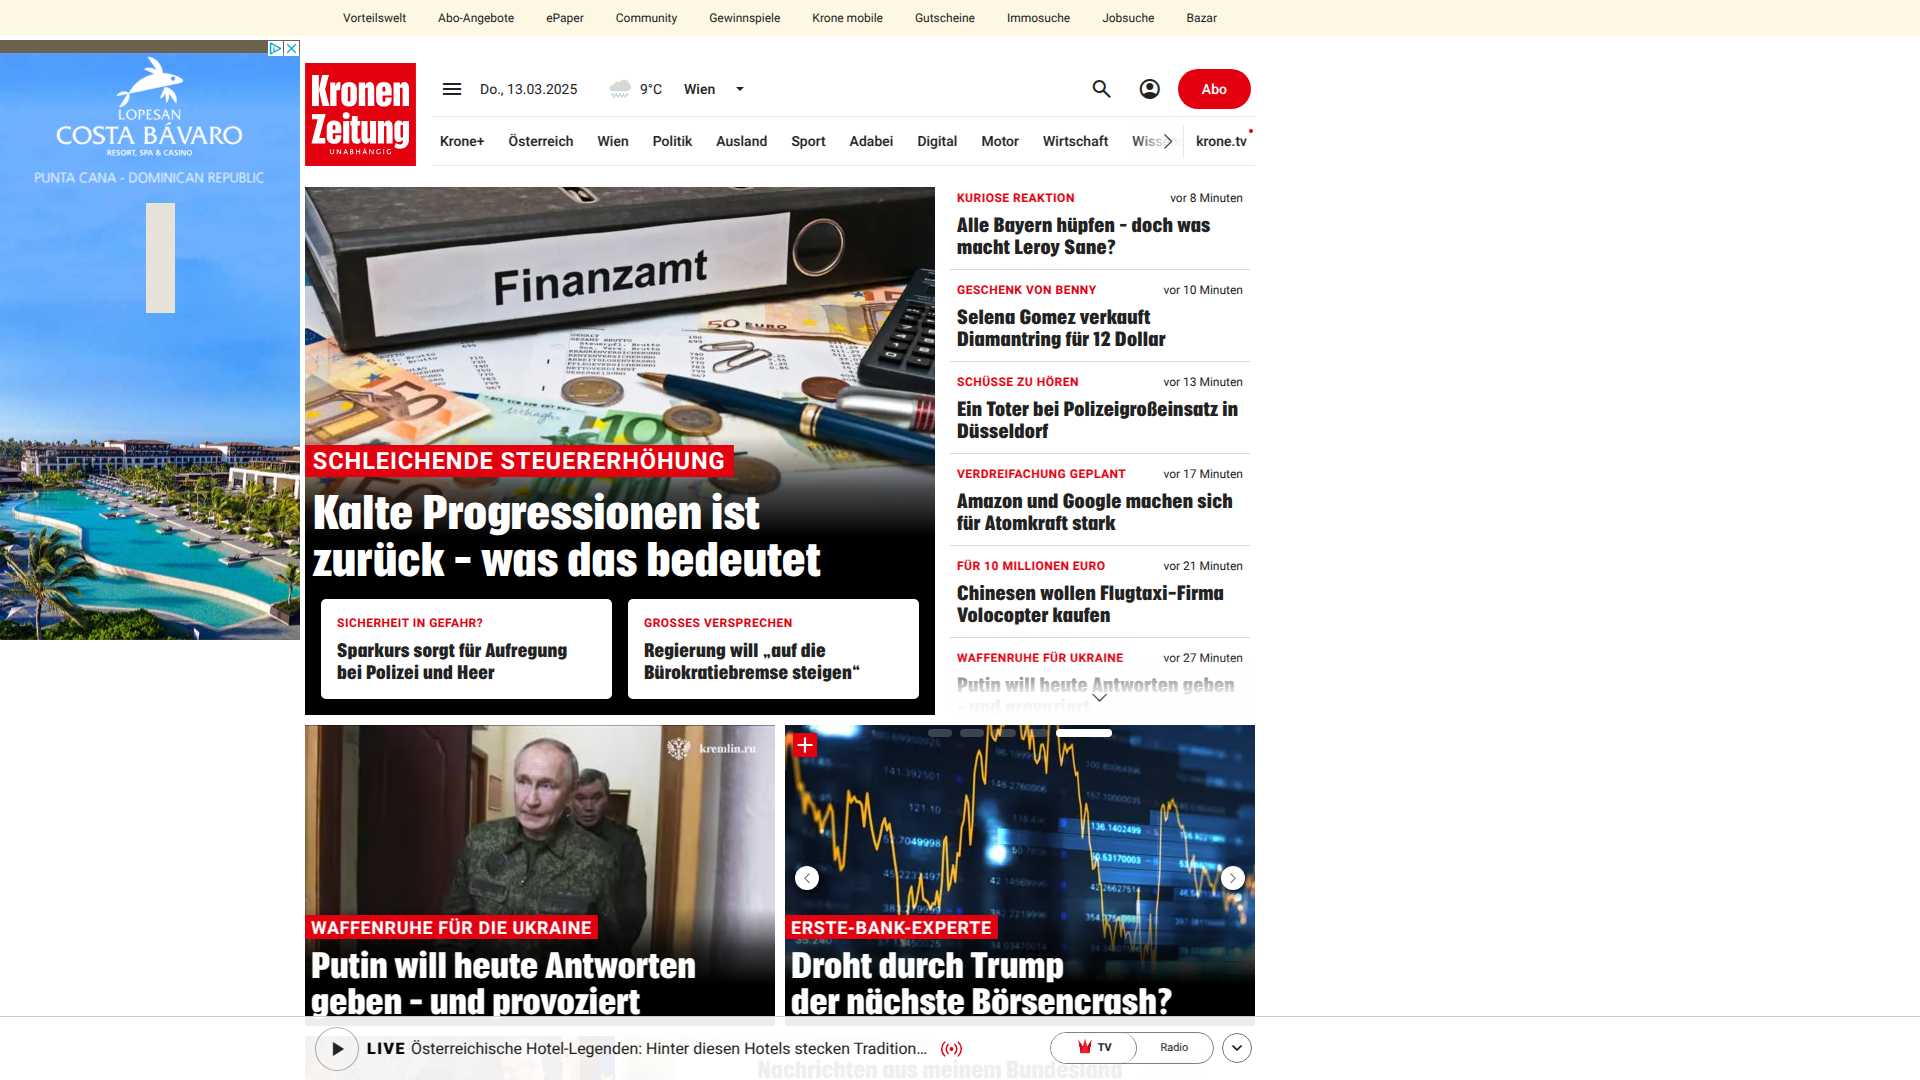 Vorteilswelt Abo-Angebote ePaper Community Gewinnspiele Krone mobile Gutscheine Immosuche Jobsuche Bazar
LOPESAN
COSTA BÁVARO
RESORT, SPA & CASINO
PUNTA CANA - DOMINICAN REPUBLIC
Kronen
Zeitung
UNABHÄNGIG
Do., 13.03.2025 9°C Wien Abo
Krone+ Österreich Wien Politik Ausland Sport Adabei Digital Motor Wirtschaft krone.tv
Finanzamt
50 EURO
SCHLEICHENDE STEUERERHÖHUNG
Kalte Progressionen ist
zurück – was das bedeutet
SICHERHEIT IN GEFAHR?
Sparkurs sorgt für Aufregung
bei Polizei und Heer
GROSSES VERSPRECHEN
Regierung will „auf die
Bürokratiebremse steigen“
KURIOSE REAKTION vor 8 Minuten
Alle Bayern hüpfen – doch was
macht Leroy Sane?
GESCHENK VON BENNY vor 10 Minuten
Selena Gomez verkauft
Diamantring für 12 Dollar
SCHÜSSE ZU HÖREN vor 13 Minuten
Ein Toter bei Polizeigroßeinsatz in
Düsseldorf
VERDREIFACHUNG GEPLANT vor 17 Minuten
Amazon und Google machen sich
für Atomkraft stark
FÜR 10 MILLIONEN EURO vor 21 Minuten
Chinesen wollen Flugtaxi-Firma
Volocopter kaufen
WAFFENRUHE FÜR UKRAINE vor 27 Minuten
Putin will heute Antworten geben
– und provoziert
kremlin.ru
WAFFENRUHE FÜR DIE UKRAINE
Putin will heute Antworten
geben – und provoziert
ERSTE-BANK-EXPERTE
Droht durch Trump
der nächste Börsencrash?
LIVE Österreichische Hotel-Legenden: Hinter diesen Hotels stecken Tradition... TV Radio
Nachrichten aus meinem Bundesland